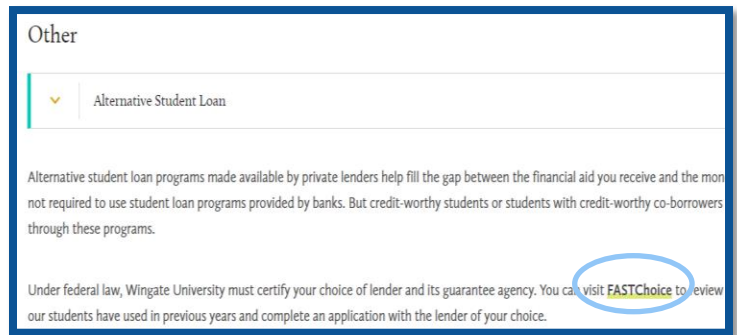 Other
Alternative Student Loan
Alternative student loan programs made available by private lenders help fill the gap between the financial aid you receive and the mon
not required to use student loan programs provided by banks. But credit-worthy students or students with credit-worthy co-borrowers
through these programs.
Under federal law, Wingate University must certify your choice of lender and its guarantee agency. You can visit FASTChoice to review
our students have used in previous years and complete an application with the lender of your choice.